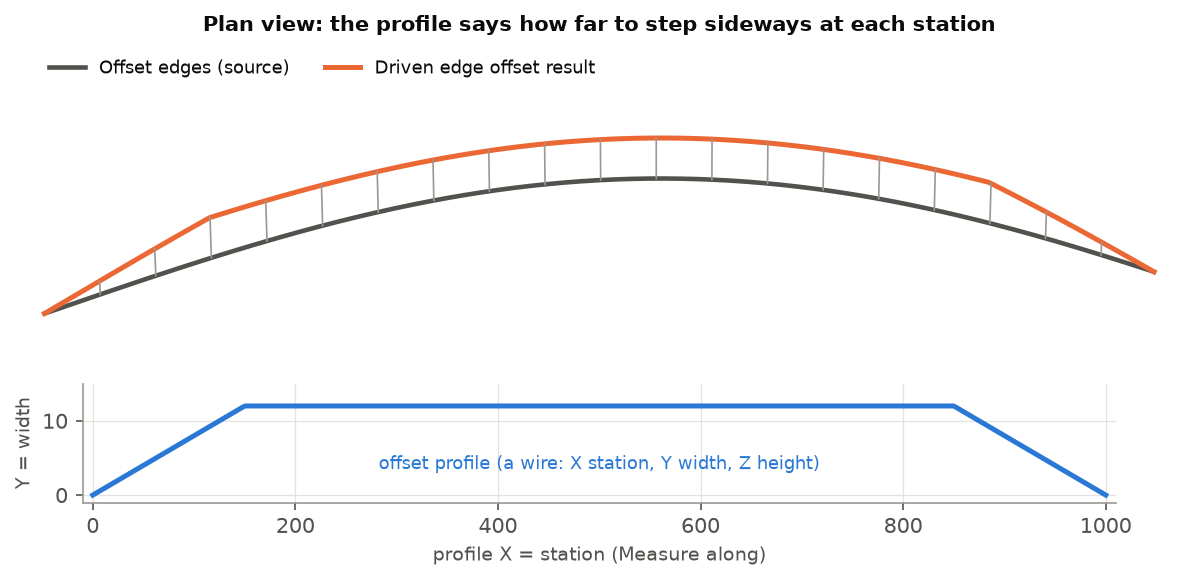 Plan view: the profile says how far to step sideways at each station
Offset edges (source)
Driven edge offset result
Y = width
10
0
offset profile (a wire: X station, Y width, Z height)
0 200 400 600 800 1000
profile X = station (Measure along)